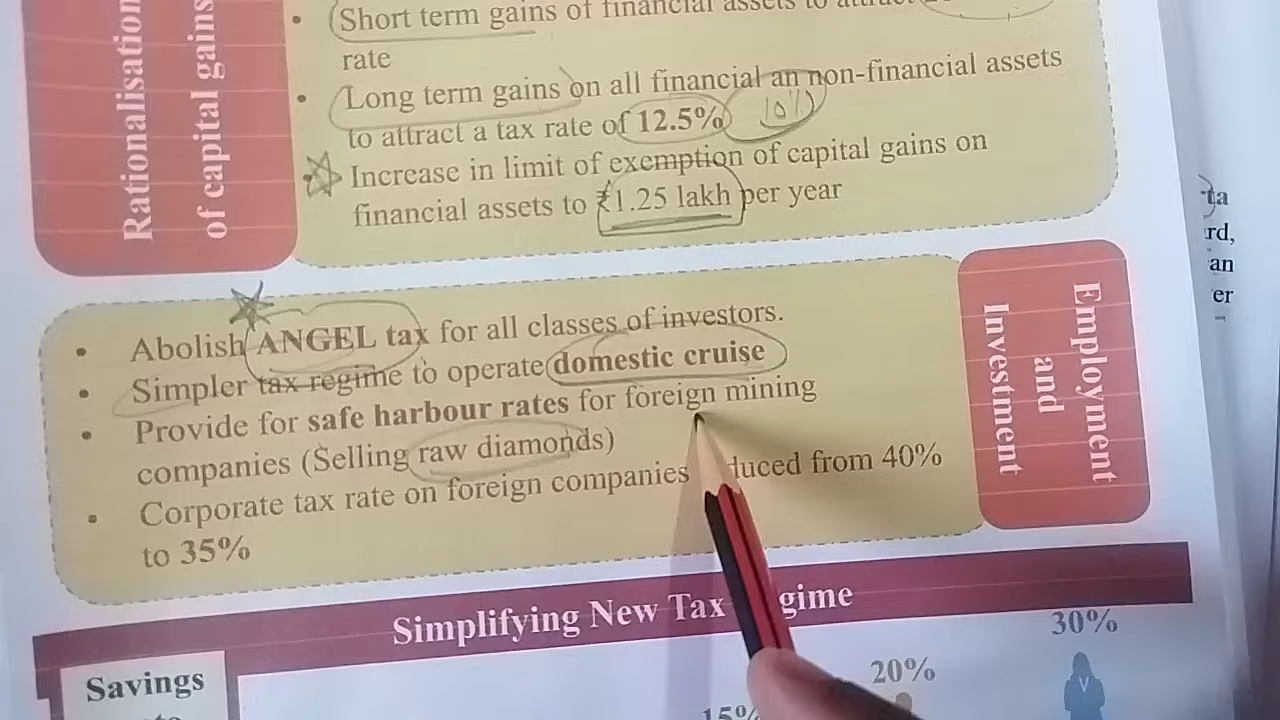 Rationalisation
of capital gains
Short term gains of financial assets to attract
rate
Long term gains on all financial an non-financial assets
to attract a tax rate of 12.5% 10%
Increase in limit of exemption of capital gains on
financial assets to ₹1.25 lakh per year
Abolish ANGEL tax for all classes of investors.
Simpler tax regime to operate domestic cruise
Provide for safe harbour rates for foreign mining
companies (Selling raw diamonds)
Corporate tax rate on foreign companies duced from 40%
to 35%
Employment
and
Investment
ta
rd,
an
er
Simplifying New Tax gime
Savings
15%
20%
30%